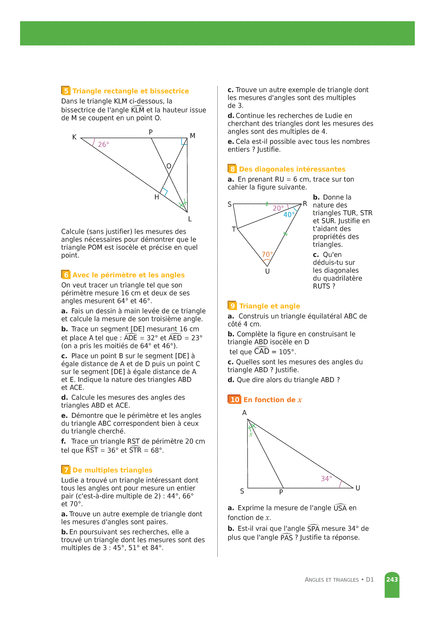 5 Triangle rectangle et bissectrice
Dans le triangle KLM ci-dessous, la
bissectrice de l'angle KLM et la hauteur issue
de M se coupent en un point O.
K
P
M
26°
O
H
L
Calcule (sans justifier) les mesures des
angles nécessaires pour démontrer que le
triangle POM est isocèle et précise en quel
point.
6 Avec le périmètre et les angles
On veut tracer un triangle tel que son
périmètre mesure 16 cm et deux de ses
angles mesurent 64° et 46°.
a. Fais un dessin à main levée de ce triangle
et calcule la mesure de son troisième angle.
b. Trace un segment [DE] mesurant 16 cm
et place A tel que : ADE = 32° et AED = 23°
(on a pris les moitiés de 64° et 46°).
c. Place un point B sur le segment [DE] à
égale distance de A et de D puis un point C
sur le segment [DE] à égale distance de A
et E. Indique la nature des triangles ABD
et ACE.
d. Calcule les mesures des angles des
triangles ABD et ACE.
e. Démontre que le périmètre et les angles
du triangle ABC correspondent bien à ceux
du triangle cherché.
f. Trace un triangle RST de périmètre 20 cm
tel que RST = 36° et STR = 68°.
7 De multiples triangles
Ludie a trouvé un triangle intéressant dont
tous les angles ont pour mesure un entier
pair (c'est-à-dire multiple de 2) : 44°, 66°
et 70°.
a. Trouve un autre exemple de triangle dont
les mesures d'angles sont paires.
b. En poursuivant ses recherches, elle a
trouvé un triangle dont les mesures sont des
multiples de 3 : 45°, 51° et 84°.
c. Trouve un autre exemple de triangle dont
les mesures d'angles sont des multiples
de 3.
d. Continue les recherches de Ludie en
cherchant des triangles dont les mesures des
angles sont des multiples de 4.
e. Cela est-il possible avec tous les nombres
entiers ? Justifie.
8 Des diagonales intéressantes
a. En prenant RU = 6 cm, trace sur ton
cahier la figure suivante.
S
R
20°
40°
T
70°
U
b. Donne la
nature des
triangles TUR, STR
et SUR. Justifie en
t'aidant des
propriétés des
triangles.
c. Qu'en
déduis-tu sur
les diagonales
du quadrilatère
RUTS ?
9 Triangle et angle
a. Construis un triangle équilatéral ABC de
côté 4 cm.
b. Complète la figure en construisant le
triangle ABD isocèle en D
tel que CAD = 105°.
c. Quelles sont les mesures des angles du
triangle ABD ? Justifie.
d. Que dire alors du triangle ABD ?
10 En fonction de x
A
x
34°
S
P
U
a. Exprime la mesure de l'angle USA en
fonction de x.
b. Est-il vrai que l'angle SPA mesure 34° de
plus que l'angle PAS ? Justifie ta réponse.
ANGLES ET TRIANGLES • D1
243